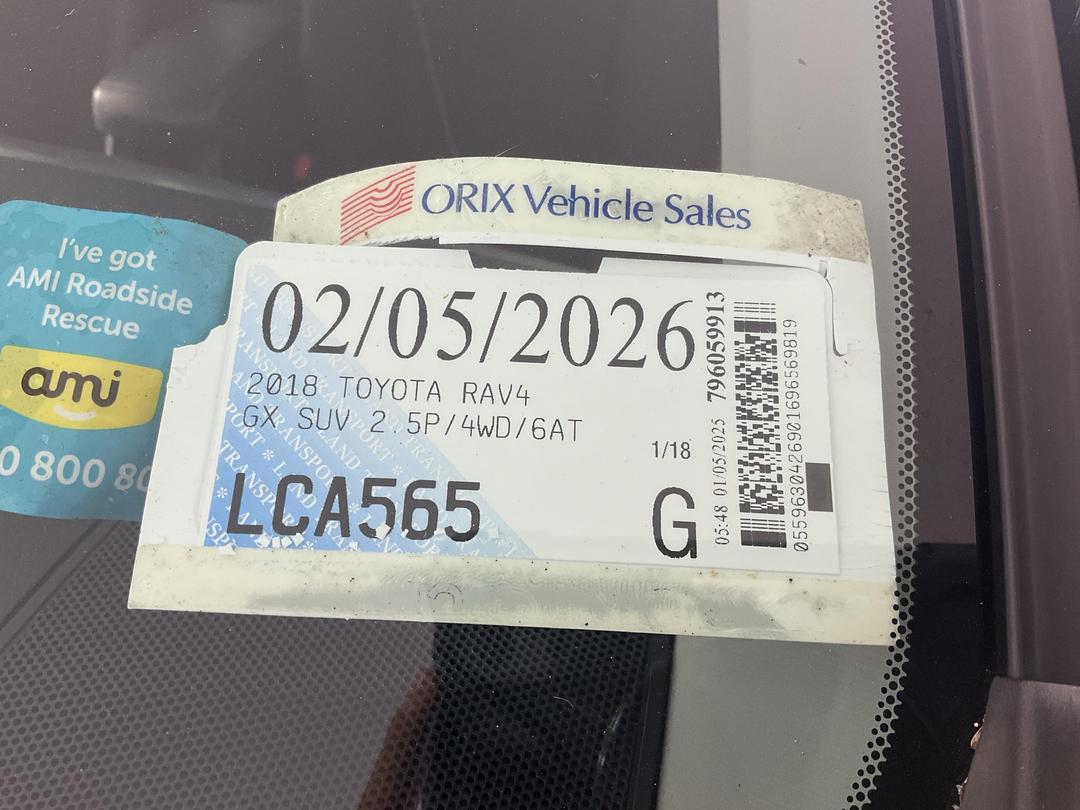 ORIX Vehicle Sales
I've got
AMI Roadside
Rescue
ami
0 800 80
02/05/2026
2018 TOYOTA RAV4
GX SUV 2.5P/4WD/6AT
1/18
LCA565
G
05:48 01/05/2025 796059913
0559630426901696569819